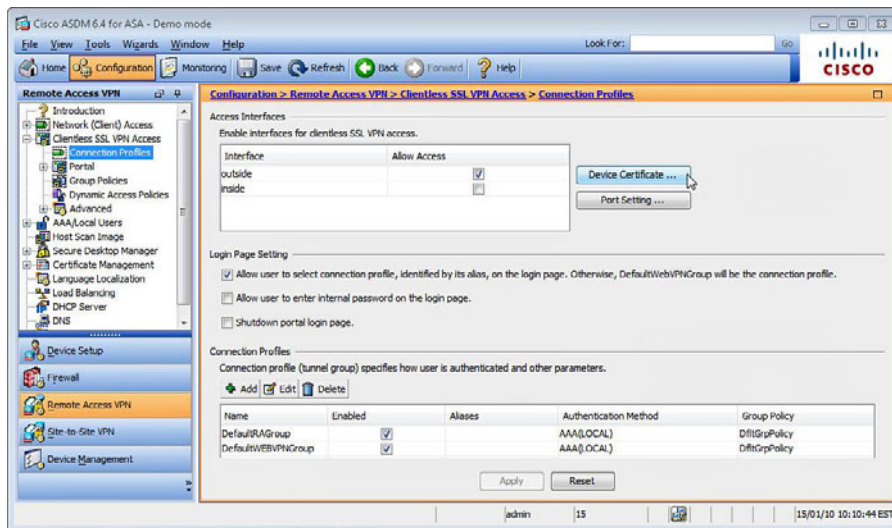 Cisco ASDM 6.4 for ASA - Demo mode
File View Tools Wizards Window Help
Look For:
Go
Home Configuration Monitoring Save Refresh Back Forward Help
CISCO
Remote Access VPN
Introduction
Network (Client) Access
Clientless SSL VPN Access
Connection Profiles
Portal
Group Policies
Dynamic Access Policies
Advanced
AAA/Local Users
Host Scan Image
Secure Desktop Manager
Certificate Management
Language Localization
Load Balancing
DHCP Server
DNS
Device Setup
Firewall
Remote Access VPN
Site-to-Site VPN
Device Management
Configuration > Remote Access VPN > Clientless SSL VPN Access > Connection Profiles
Access Interfaces
Enable interfaces for clientless SSL VPN access.
Interface Allow Access
outside
inside
Device Certificate ...
Port Setting ...
Login Page Setting
Allow user to select connection profile, identified by its alias, on the login page. Otherwise, DefaultWebVPNGroup will be the connection profile.
Allow user to enter internal password on the login page.
Shutdown portal login page.
Connection Profiles
Connection profile (tunnel group) specifies how user is authenticated and other parameters.
Add Edit Delete
Name Enabled Aliases Authentication Method Group Policy
DefaultRAGroup AAA(LOCAL) DfltGrpPolicy
DefaultWEBVPNGroup AAA(LOCAL) DfltGrpPolicy
Apply Reset
admin 15 15/01/10 10:10:44 EST